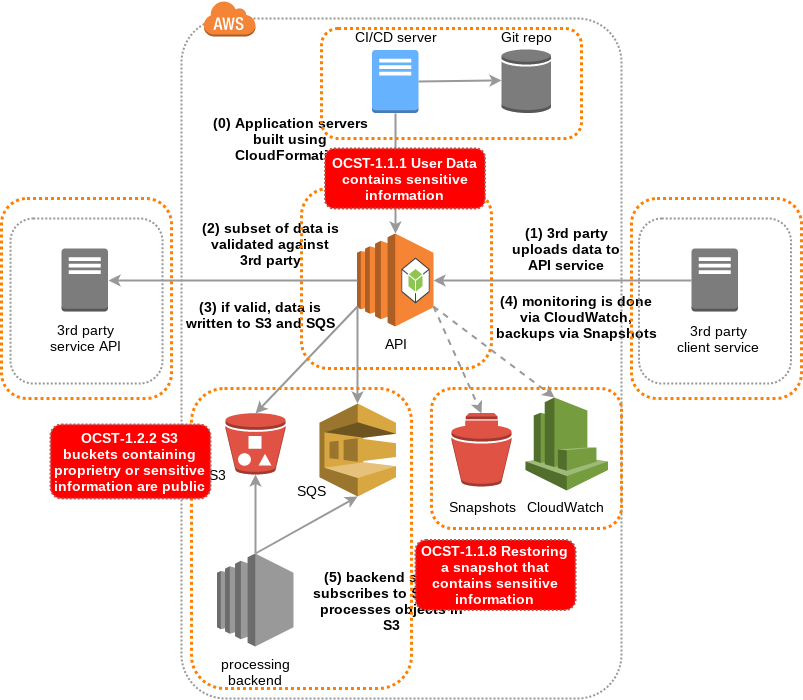 AWS
CI/CD server
Git repo
(0) Application servers
built using
OCST-1.1.1 User Data
contains sensitive
information
(2) subset of data is
validated against
3rd party
(1) 3rd party
uploads data to
API service
(3) if valid, data is
written to S3 and SQS
(4) monitoring is done
via CloudWatch,
backups via Snapshots
3rd party
service API
API
3rd party
client service
OCST-1.2.2 S3
buckets containing
proprietry or sensitive
information are public
S3
SQS
Snapshots
CloudWatch
OCST-1.1.8 Restoring
a snapshot that
contains sensitive
information
(5) backend
subscribes to
processes objects in
S3
processing
backend